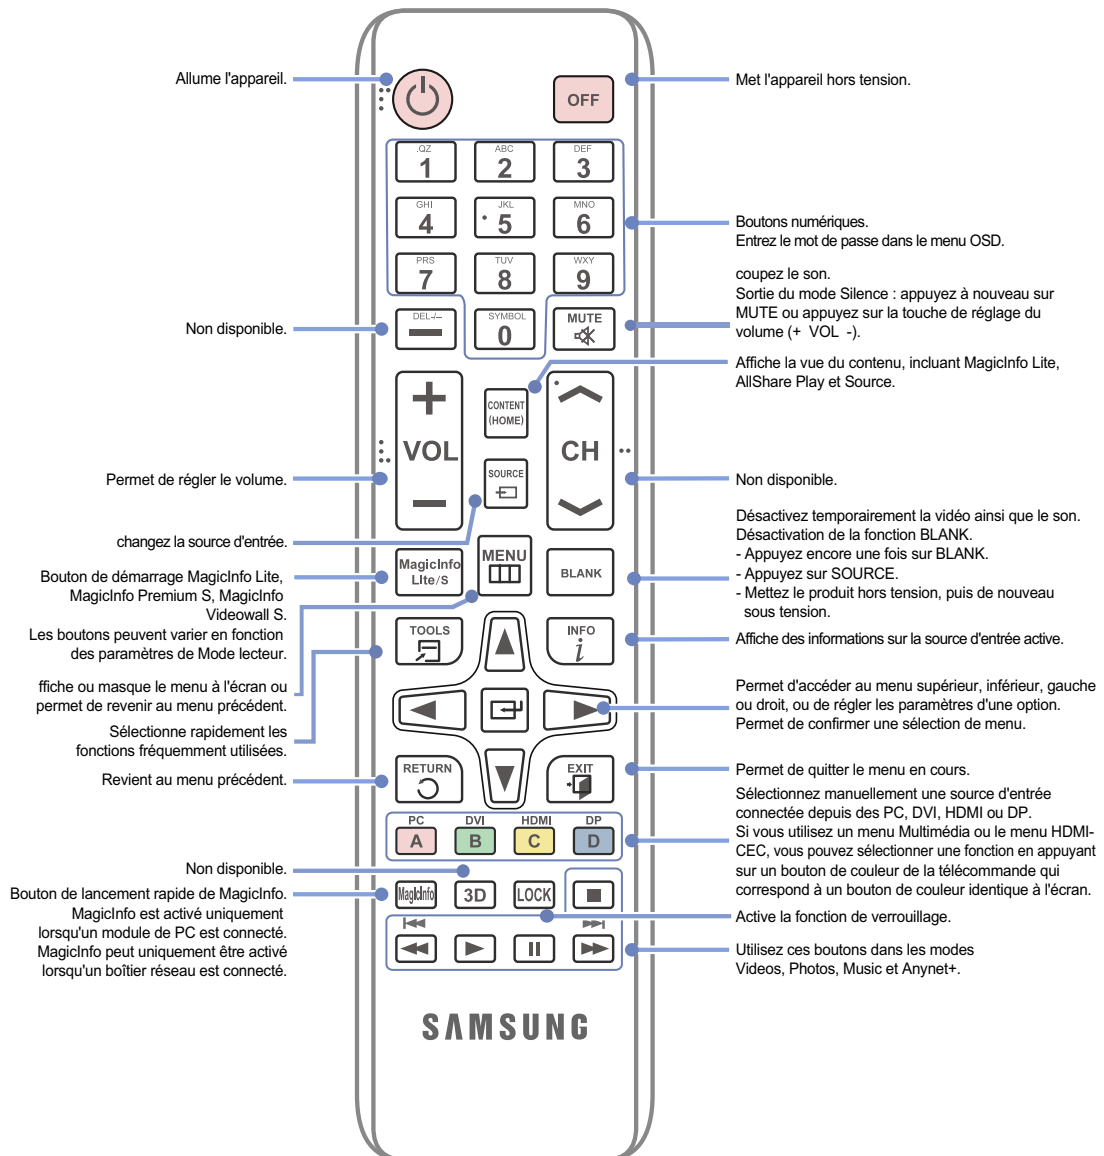 Allume l'appareil.
OFF
Met l'appareil hors tension.
.QZ
1
ABC
2
DEF
3
GHI
4
JKL
5
MNO
6
PRS
7
TUV
8
WXY
9
Boutons numériques.
Entrez le mot de passe dans le menu OSD.
DEL-/--
SYMBOL
0
MUTE
Non disponible.
coupez le son.
Sortie du mode Silence : appuyez à nouveau sur
MUTE ou appuyez sur la touche de réglage du
volume (+ VOL -).
Affiche la vue du contenu, incluant MagicInfo Lite,
AllShare Play et Source.
+
VOL
CONTENT
(HOME)
SOURCE
CH
Permet de régler le volume.
Non disponible.
changez la source d'entrée.
MagicInfo
LIte/S
MENU
BLANK
Bouton de démarrage MagicInfo Lite,
MagicInfo Premium S, MagicInfo
Videowall S.
Les boutons peuvent varier en fonction
des paramètres de Mode lecteur.
Désactivez temporairement la vidéo ainsi que le son.
Désactivation de la fonction BLANK.
- Appuyez encore une fois sur BLANK.
- Appuyez sur SOURCE.
- Mettez le produit hors tension, puis de nouveau
sous tension.
TOOLS
INFO
i
Affiche des informations sur la source d'entrée active.
ffiche ou masque le menu à l'écran ou
permet de revenir au menu précédent.
Sélectionne rapidement les
fonctions fréquemment utilisées.
Permet d'accéder au menu supérieur, inférieur, gauche
ou droit, ou de régler les paramètres d'une option.
Permet de confirmer une sélection de menu.
RETURN
EXIT
Revient au menu précédent.
Permet de quitter le menu en cours.
PC
DVI
HDMI
DP
A
B
C
D
Sélectionnez manuellement une source d'entrée
connectée depuis des PC, DVI, HDMI ou DP.
Si vous utilisez un menu Multimédia ou le menu HDMI-
CEC, vous pouvez sélectionner une fonction en appuyant
sur un bouton de couleur de la télécommande qui
correspond à un bouton de couleur identique à l'écran.
Non disponible.
MagicInfo
3D
LOCK
Bouton de lancement rapide de MagicInfo.
MagicInfo est activé uniquement
lorsqu'un module de PC est connecté.
MagicInfo peut uniquement être activé
lorsqu'un boîtier réseau est connecté.
Active la fonction de verrouillage.
Utilisez ces boutons dans les modes
Videos, Photos, Music et Anynet+.
SAMSUNG